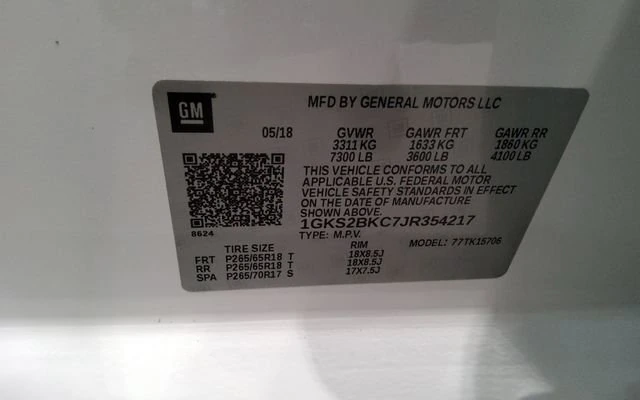 GM
MFD BY GENERAL MOTORS LLC
05/18 GVWR GAWR FRT GAWR RR
3311 KG 1633 KG 1860 KG
7300 LB 3600 LB 4100 LB
THIS VEHICLE CONFORMS TO ALL
APPLICABLE U.S. FEDERAL MOTOR
VEHICLE SAFETY STANDARDS IN EFFECT
ON THE DATE OF MANUFACTURE
SHOWN ABOVE.
1GKS2BKC7JR354217
8624
TYPE: M.P.V. MODEL: 77TK15706
TIRE SIZE RIM
FRT P265/65R18 T 18X8.5J
RR P265/65R18 T 18X8.5J
SPA P265/70R17 S 17X7.5J